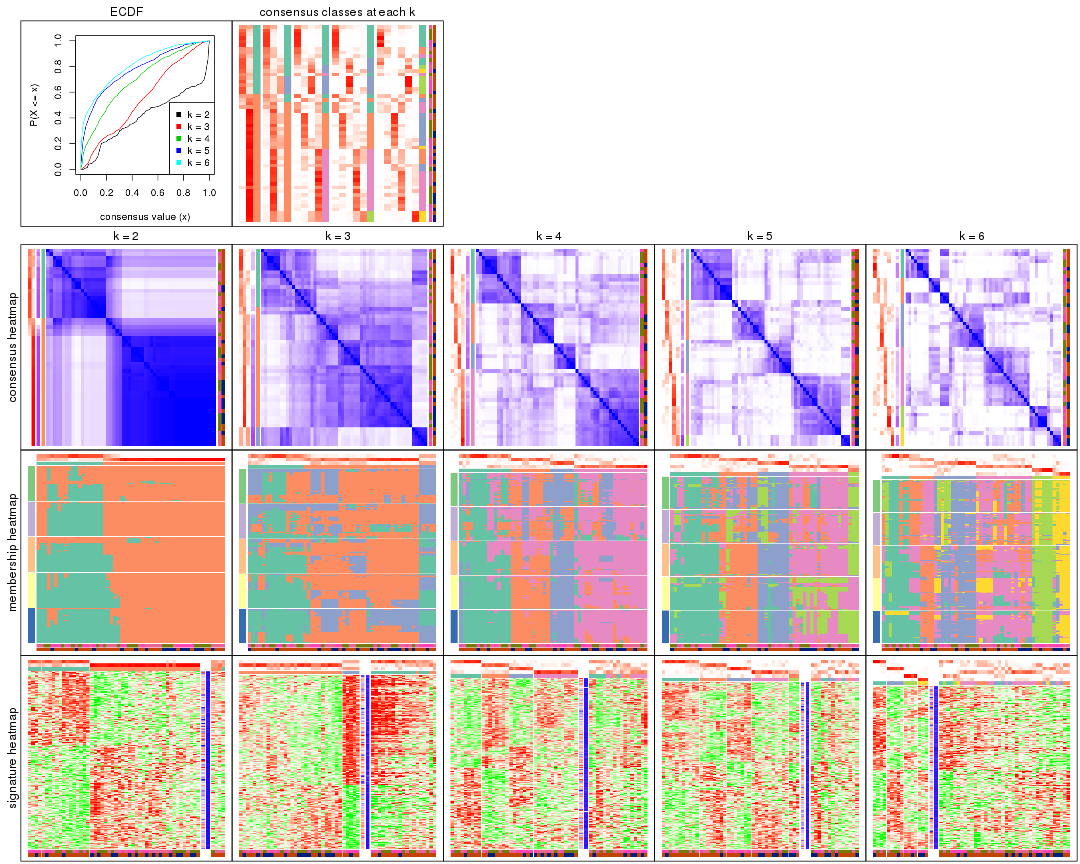 ECDF
consensus classes at each k
P(X <= x)
0.0 0.2 0.4 0.6 0.8 1.0
k = 2
k = 3
k = 4
k = 5
k = 6
0.0 0.2 0.4 0.6 0.8 1.0
consensus value (x)
k = 2
k = 3
k = 4
k = 5
k = 6
consensus heatmap
membership heatmap
signature heatmap